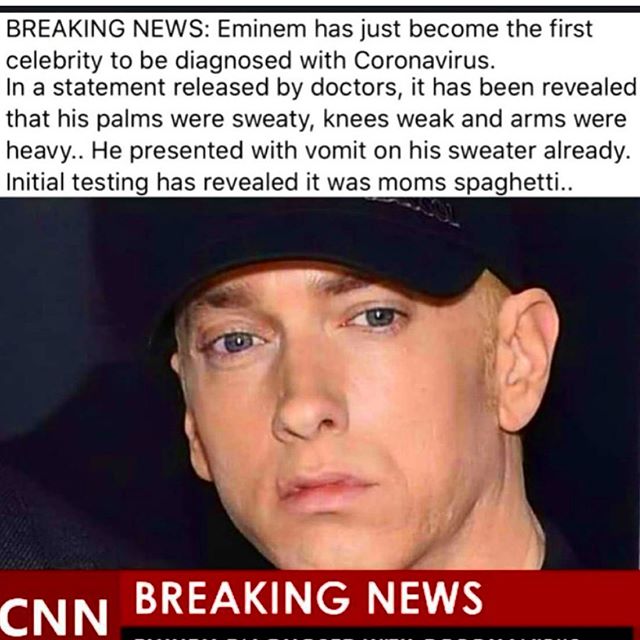 BREAKING NEWS: Eminem has just become the first
celebrity to be diagnosed with Coronavirus.
In a statement released by doctors, it has been revealed
that his palms were sweaty, knees weak and arms were
heavy.. He presented with vomit on his sweater already.
Initial testing has revealed it was moms spaghetti..
BREAKING NEWS
CNN